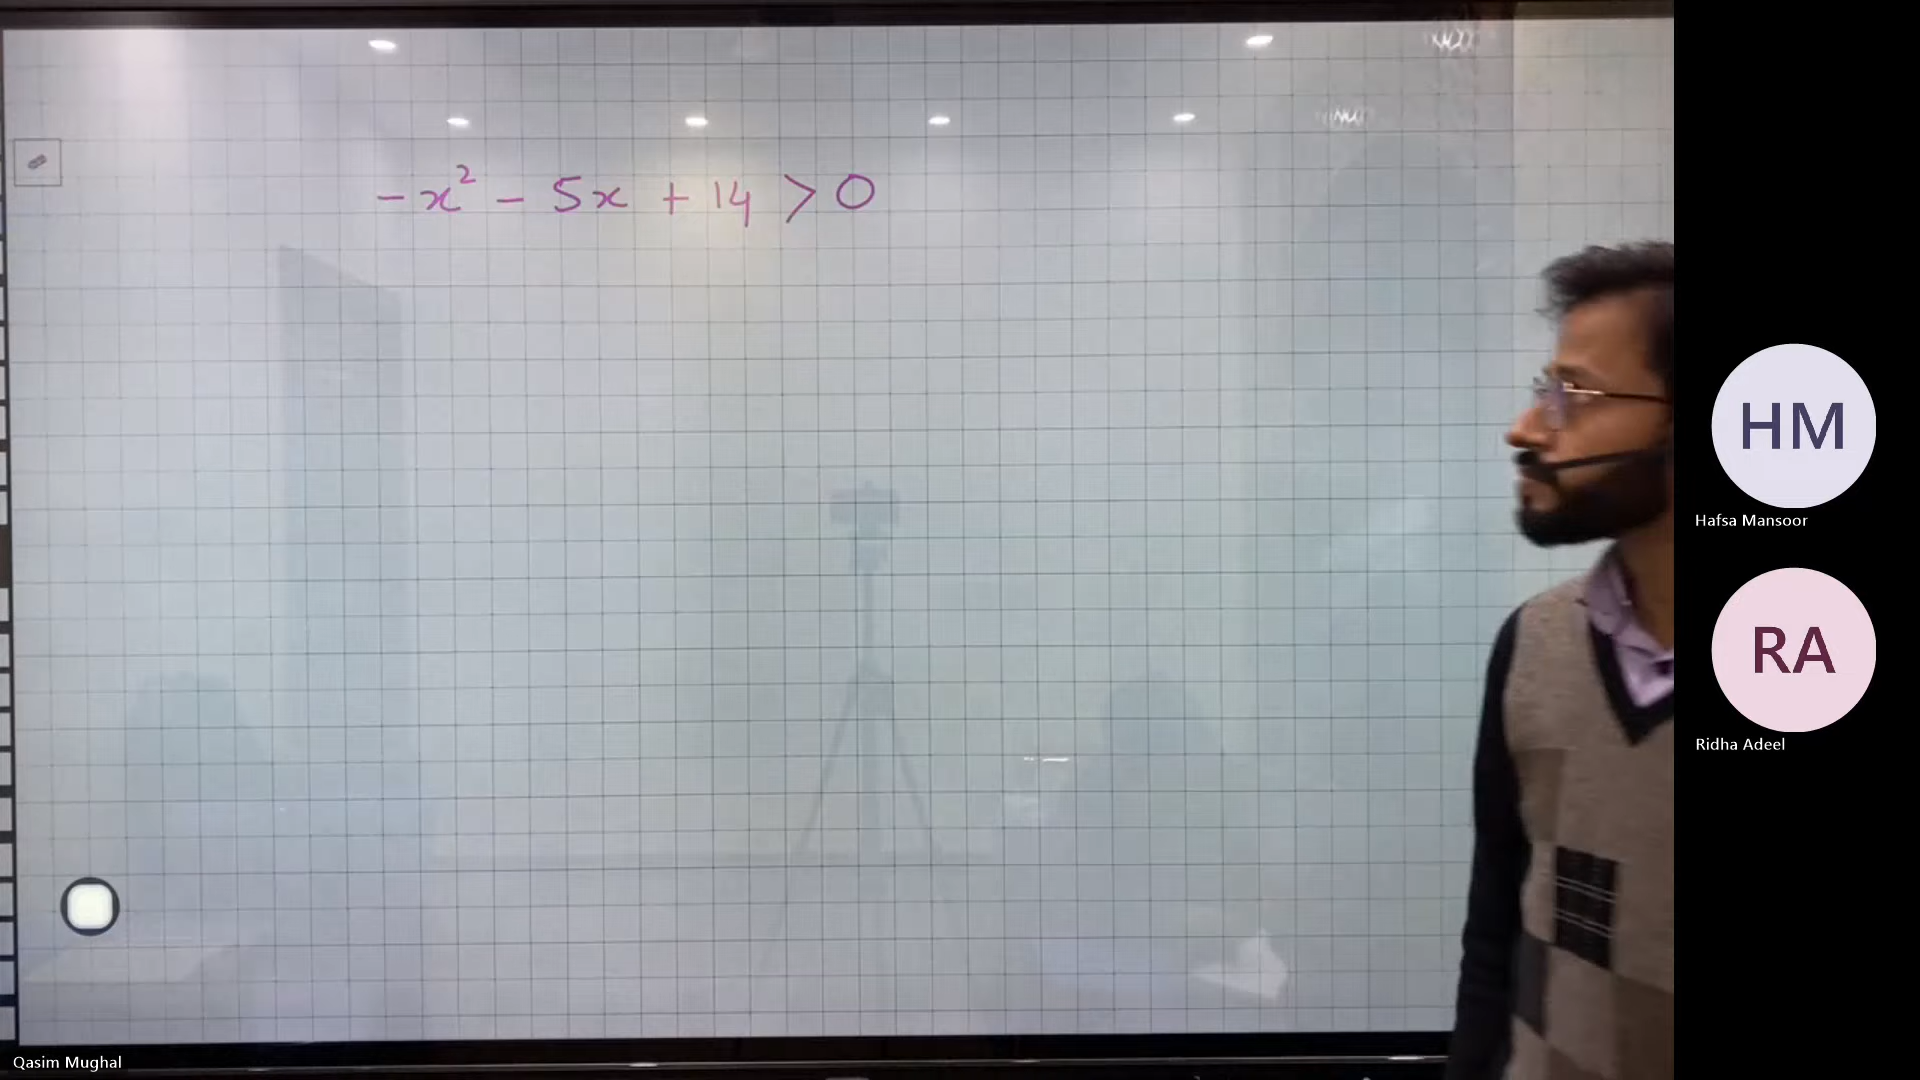 -x² - 5x + 14 > 0
HM
Hafsa Mansoor
RA
Ridha Adeel
Qasim Mughal